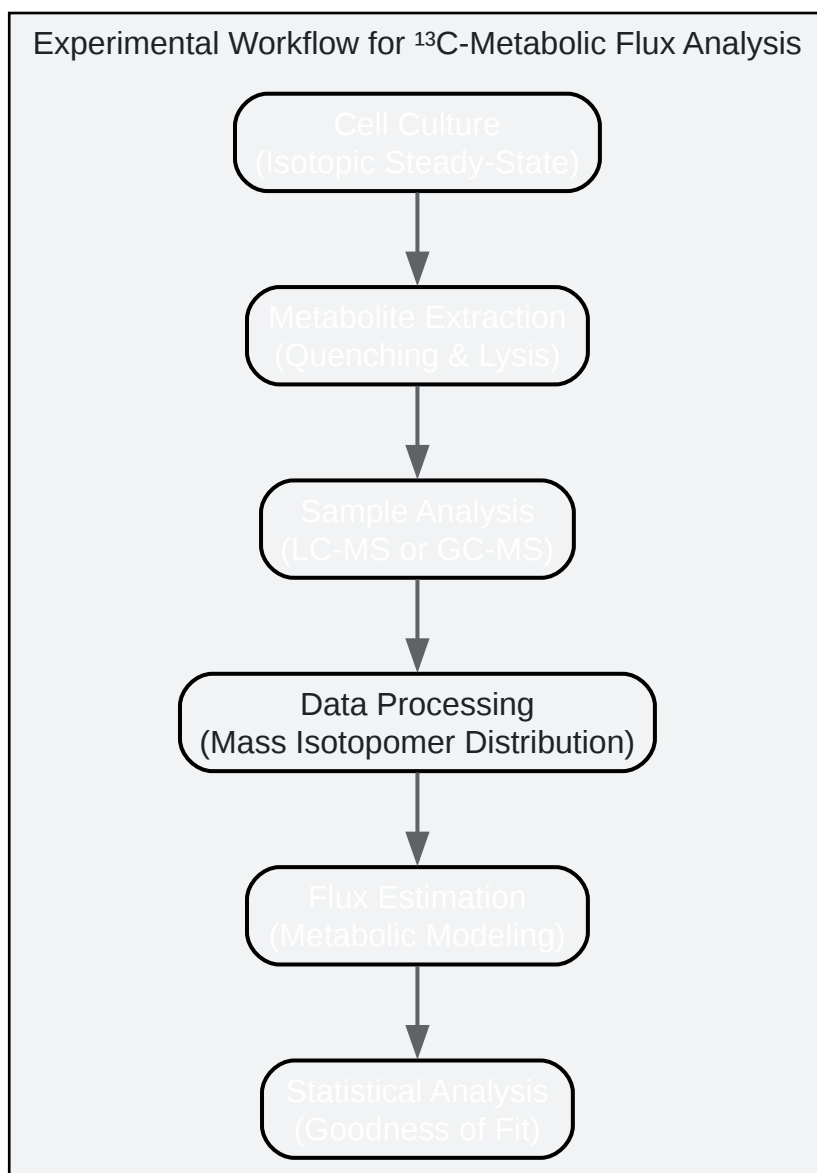 Experimental Workflow for ¹³C-Metabolic Flux Analysis
Cell Culture
(Isotopic Steady-State)
Metabolite Extraction
(Quenching & Lysis)
Sample Analysis
(LC-MS or GC-MS)
Data Processing
(Mass Isotopomer Distribution)
Flux Estimation
(Metabolic Modeling)
Statistical Analysis
(Goodness of Fit)